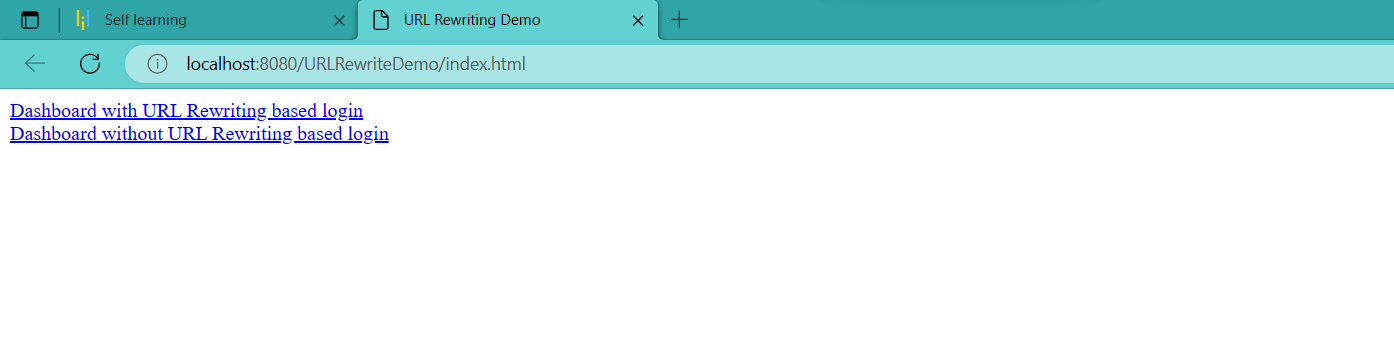 Self learning
URL Rewriting Demo
localhost:8080/URLRewriteDemo/index.html
Dashboard with URL Rewriting based login
Dashboard without URL Rewriting based login